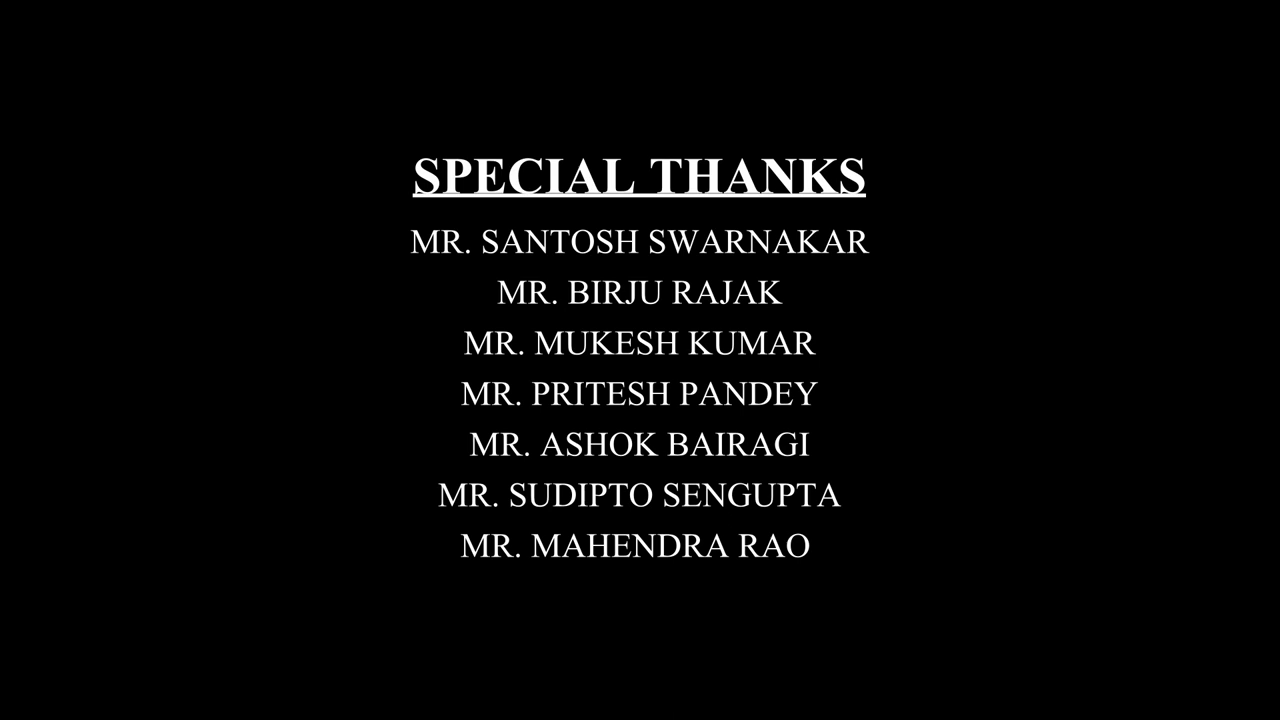 SPECIAL THANKS
MR. SANTOSH SWARNAKAR
MR. BIRJU RAJAK
MR. MUKESH KUMAR
MR. PRITESH PANDEY
MR. ASHOK BAIRAGI
MR. SUDIPTO SENGUPTA
MR. MAHENDRA RAO